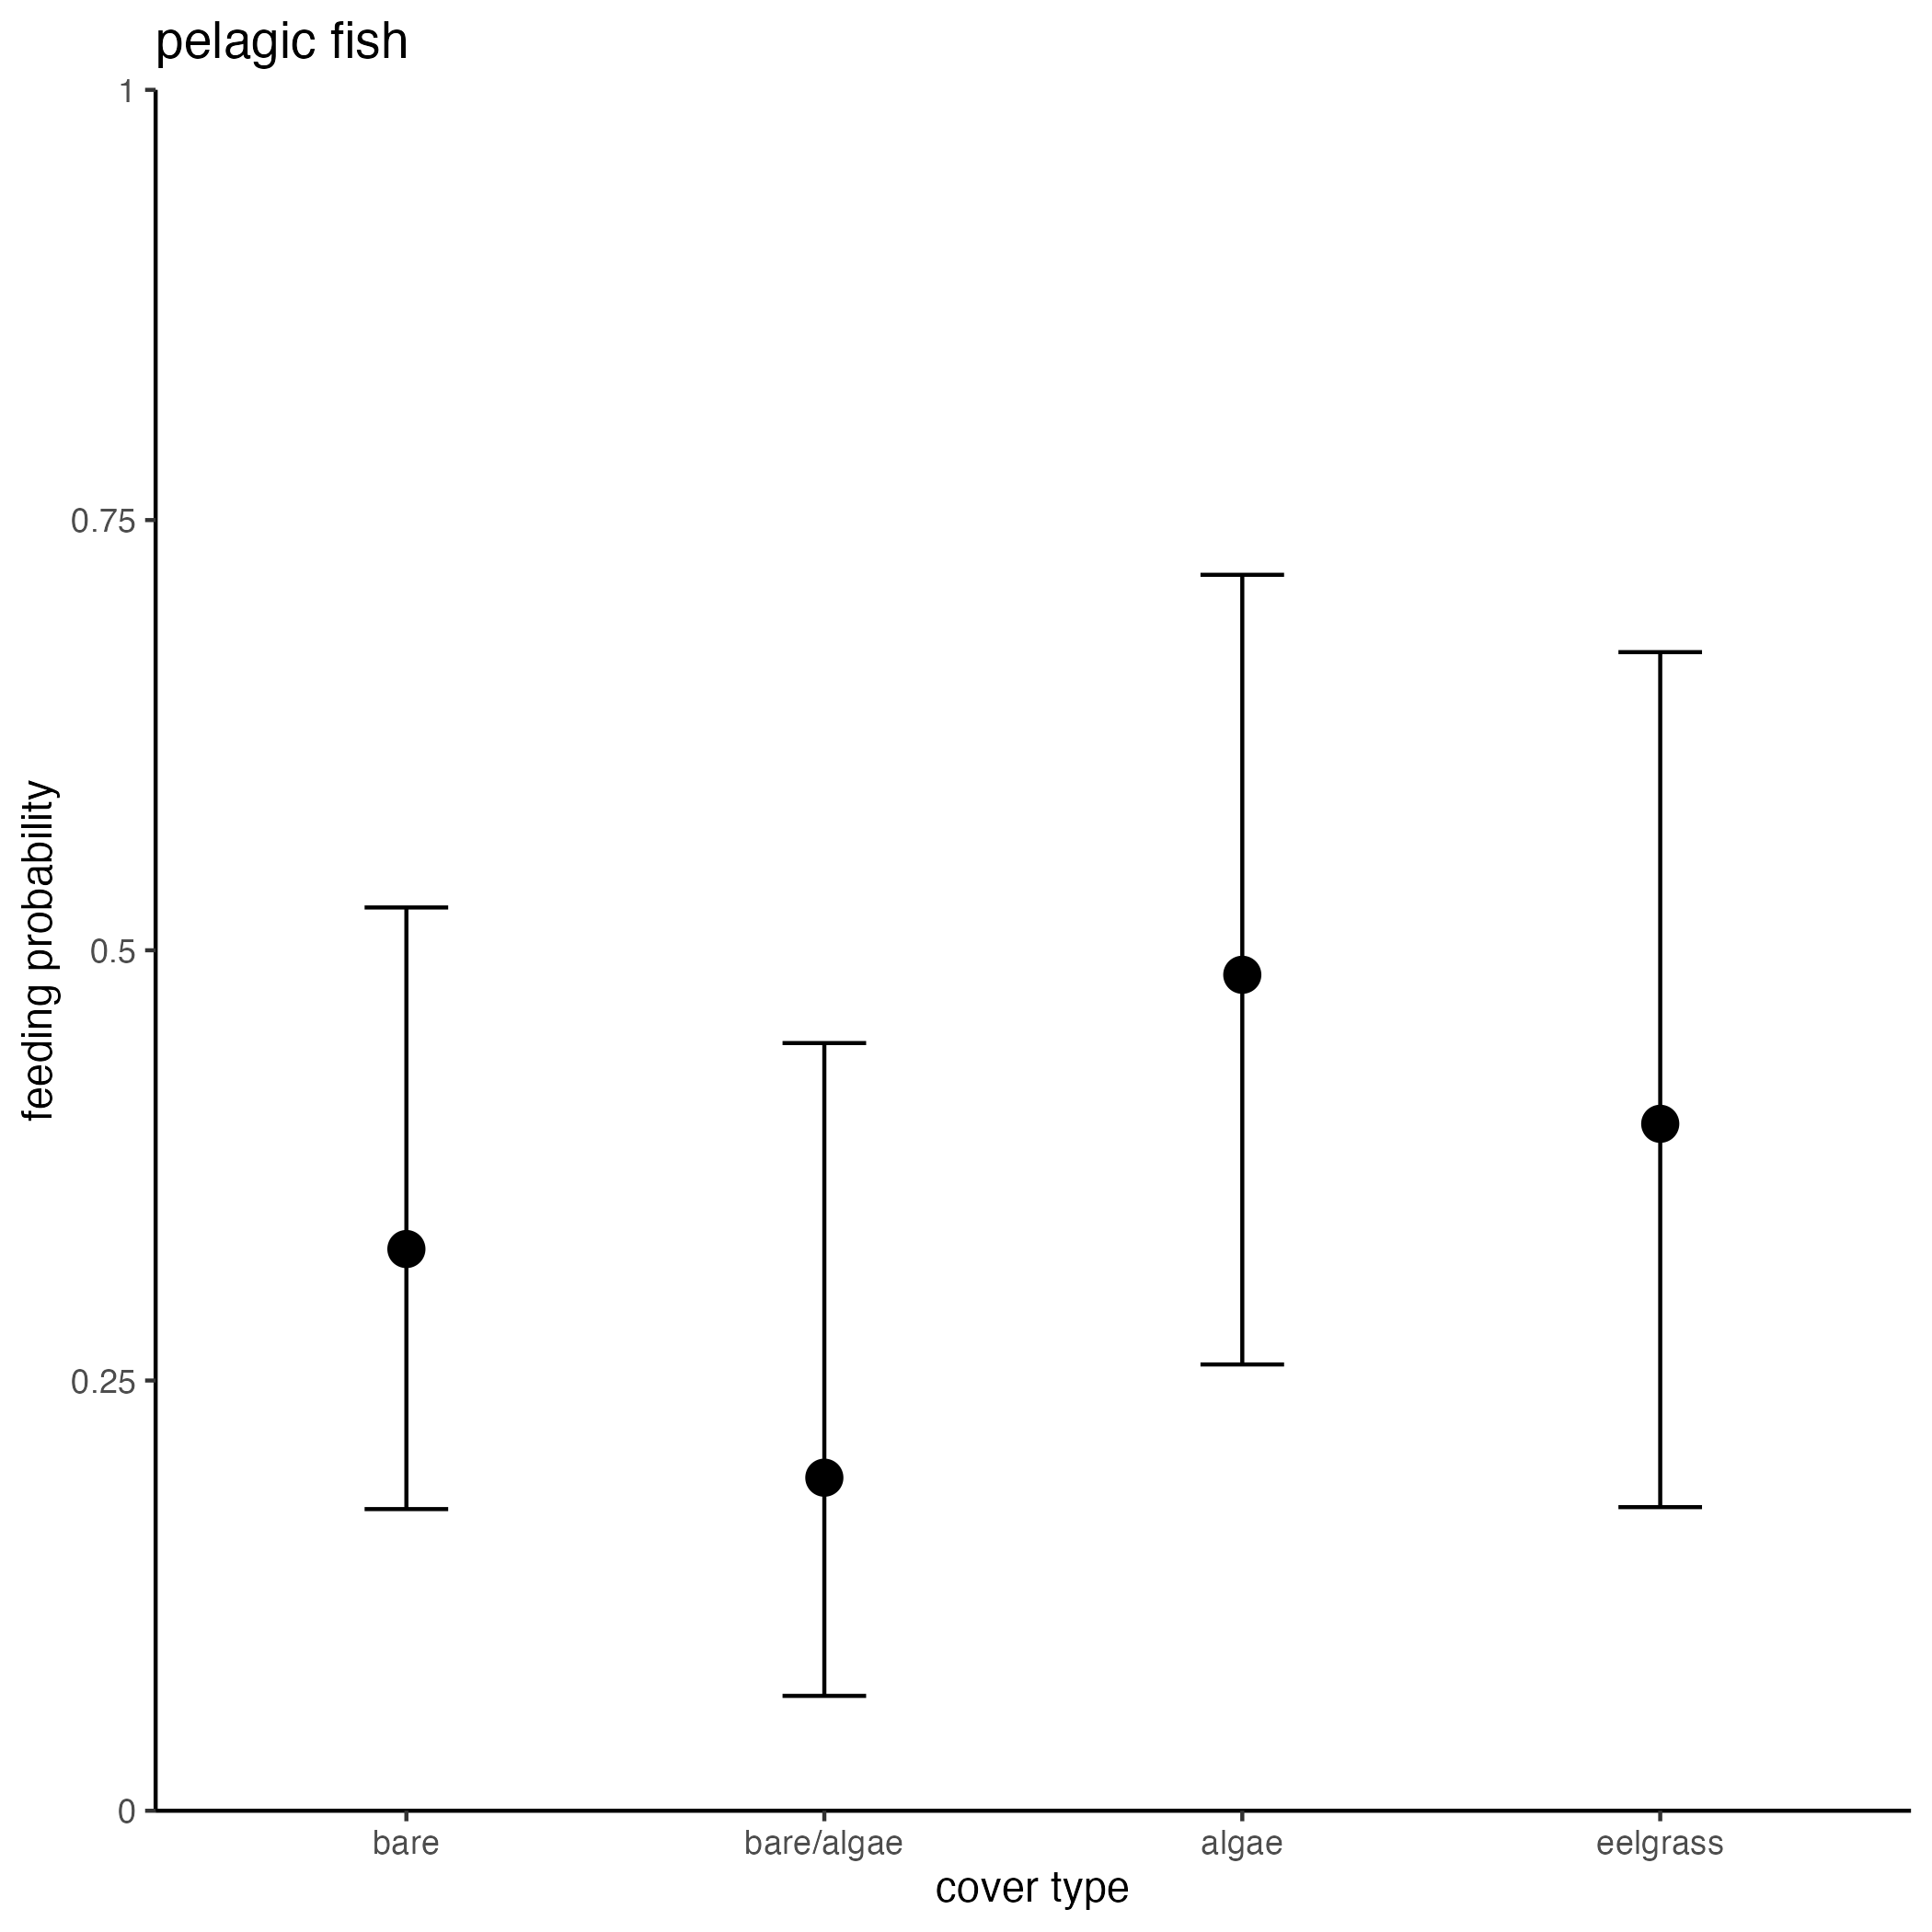 pelagic fish
1
0.75
0.5
0.25
0
feeding probability
bare
bare/algae
algae
eelgrass
cover type